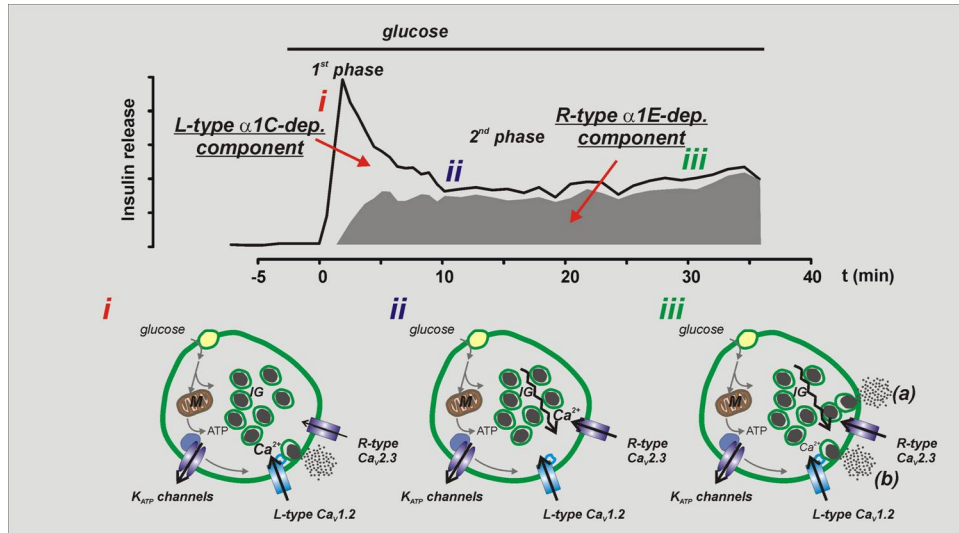 glucose
1st phase
i
L-type α1C-dep.
component
2nd phase
R-type α1E-dep.
component
ii
iii
Insulin release
-5 0 10 20 30 40 t (min)
i
glucose
IG
M
ATP
Ca2+
R-type
Cav2.3
KATP channels
L-type Cav1.2
ii
glucose
IG
M
Ca2+
ATP
R-type
Cav2.3
KATP channels
L-type Cav1.2
iii
glucose
IG
(a)
M
ATP
Ca2+
R-type
Cav2.3
(b)
KATP channels
L-type Cav1.2